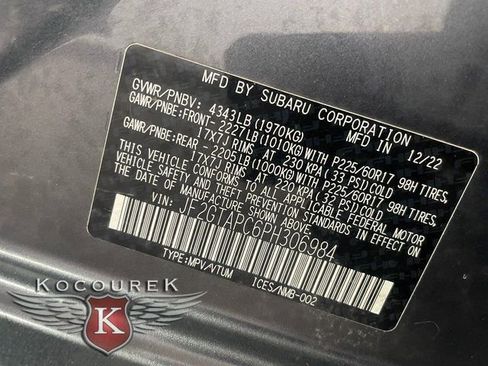 MFD BY SUBARU CORPORATION
MFD IN 12/22
GVWR/PNBV: 4343LB(1970KG)
GAWR/PNBE:FRONT-2227LB(1010KG)WITH P225/60R17 98H TIRES,
17X7J RIMS AT 230 KPA(33 PSI)COLD
GAWR/PNBE:REAR -2205LB(1000KG)WITH P225/60R17 98H TIRES,
17X7J RIMS AT 220 KPA(32 PSI)COLD
THIS VEHICLE CONFORMS TO ALL APPLICABLE FEDERAL MOTOR
VEHICLE SAFETY AND THEFT PREVENTION STANDARDS IN EFFECT
ON THE DATE OF MANUFACTURE SHOWN ABOVE.
VIN: JF2GTAFC6PH306984
TYPE:MPV/VTUM ICES/NMB-002
KOCOUREK
K